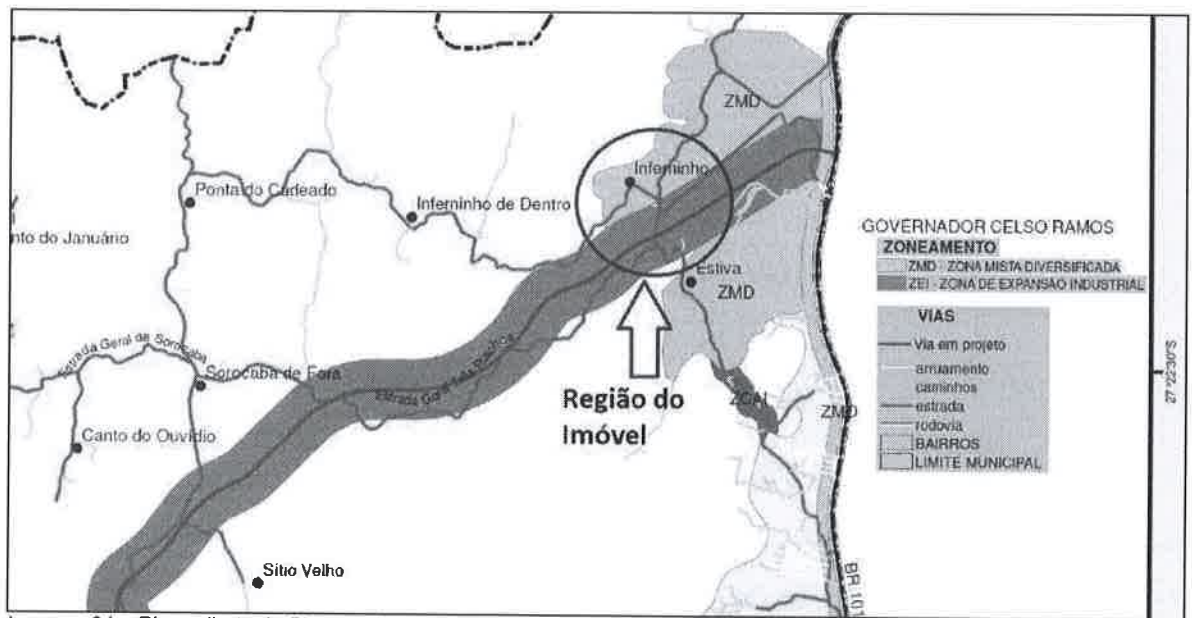 ZMD
Inferninho
Ponta do Cadeado
Inferninho de Dentro
nto do Januário
Estiva
ZMD
Estrada Geral de Sorocaba
Sorocaba de Fora
Estrada Geral
Região do
Imóvel
ZCAI
ZMD
Canto do Ouvídio
Sítio Velho
BR 101
GOVERNADOR CELSO RAMOS
ZONEAMENTO
ZMD - ZONA MISTA DIVERSIFICADA
ZEI - ZONA DE EXPANSÃO INDUSTRIAL
VIAS
via em projeto
arruamento
caminhos
estrada
rodovia
BAIRROS
LIMITE MUNICIPAL
27°22'30"S